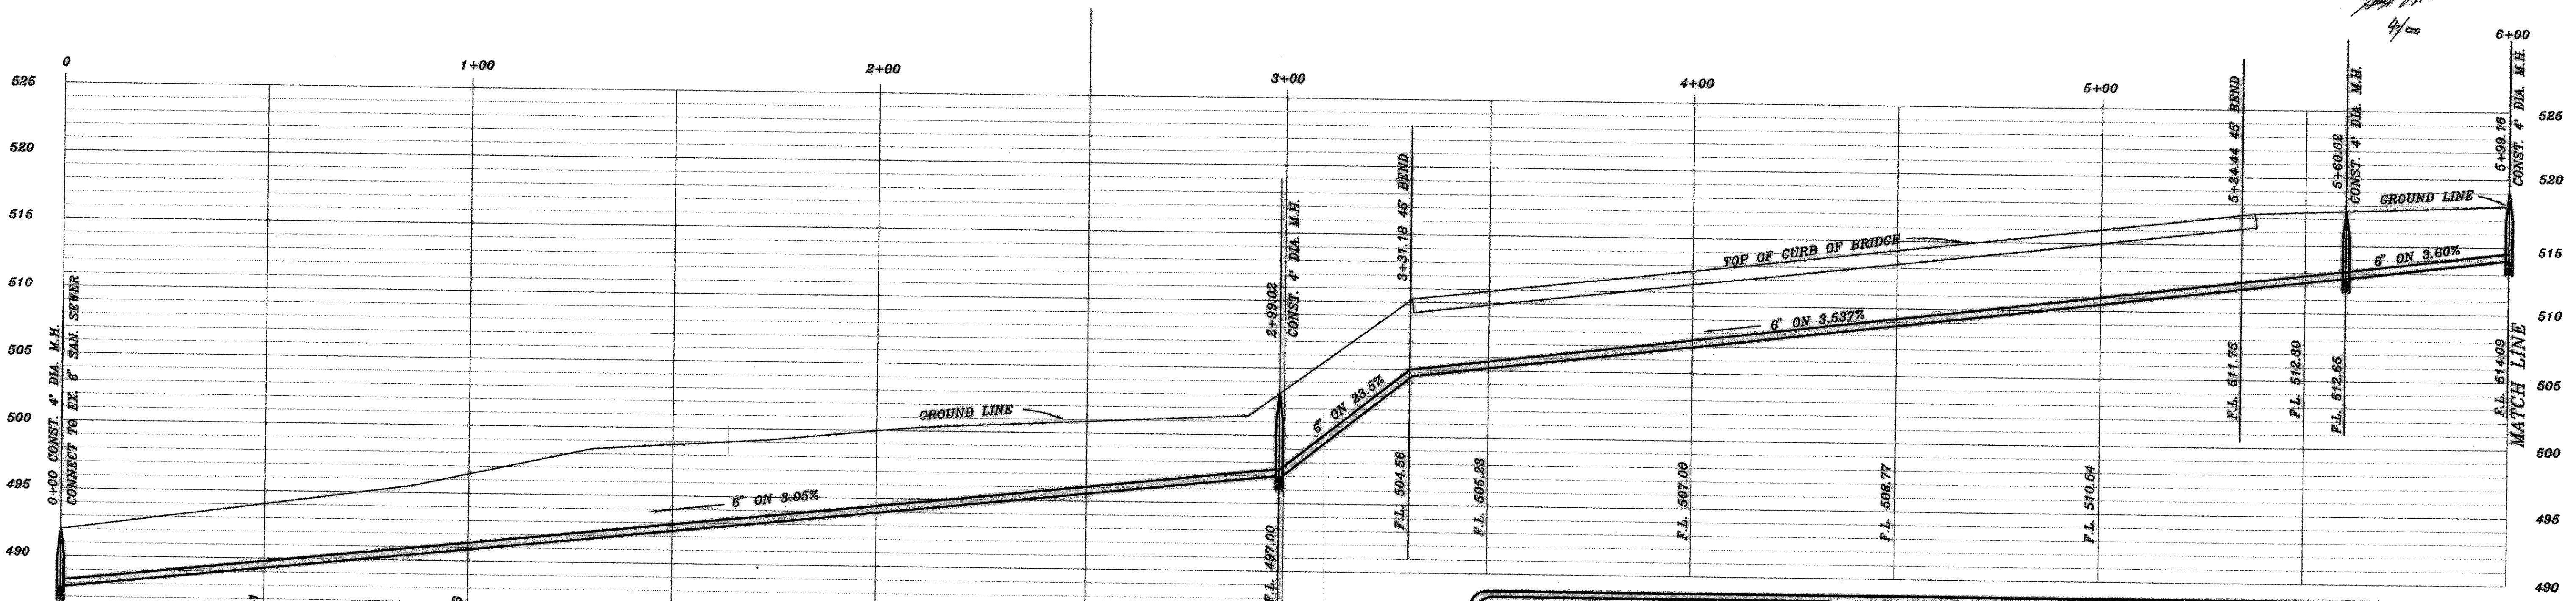 4/00
0
1+00
2+00
3+00
4+00
5+00
6+00
525
520
515
510
505
500
495
490
0+00 CONST. 4' DIA. M.H.
CONNECT TO EX. 6" SAN. SEWER
GROUND LINE
6" ON 3.05%
2+99.02
CONST. 4' DIA. M.H.
F.L. 497.00
6" ON 23.5%
3+31.18 45° BEND
F.L. 504.56
F.L. 505.23
TOP OF CURB OF BRIDGE
6" ON 3.537%
F.L. 507.00
F.L. 508.77
F.L. 510.54
5+34.44 45° BEND
F.L. 511.75
F.L. 512.30
5+60.02
CONST. 4' DIA. M.H.
F.L. 512.65
GROUND LINE
6" ON 3.60%
5+99.16
CONST. 4' DIA. M.H.
F.L. 514.09
MATCH LINE
525
520
515
510
505
500
495
490